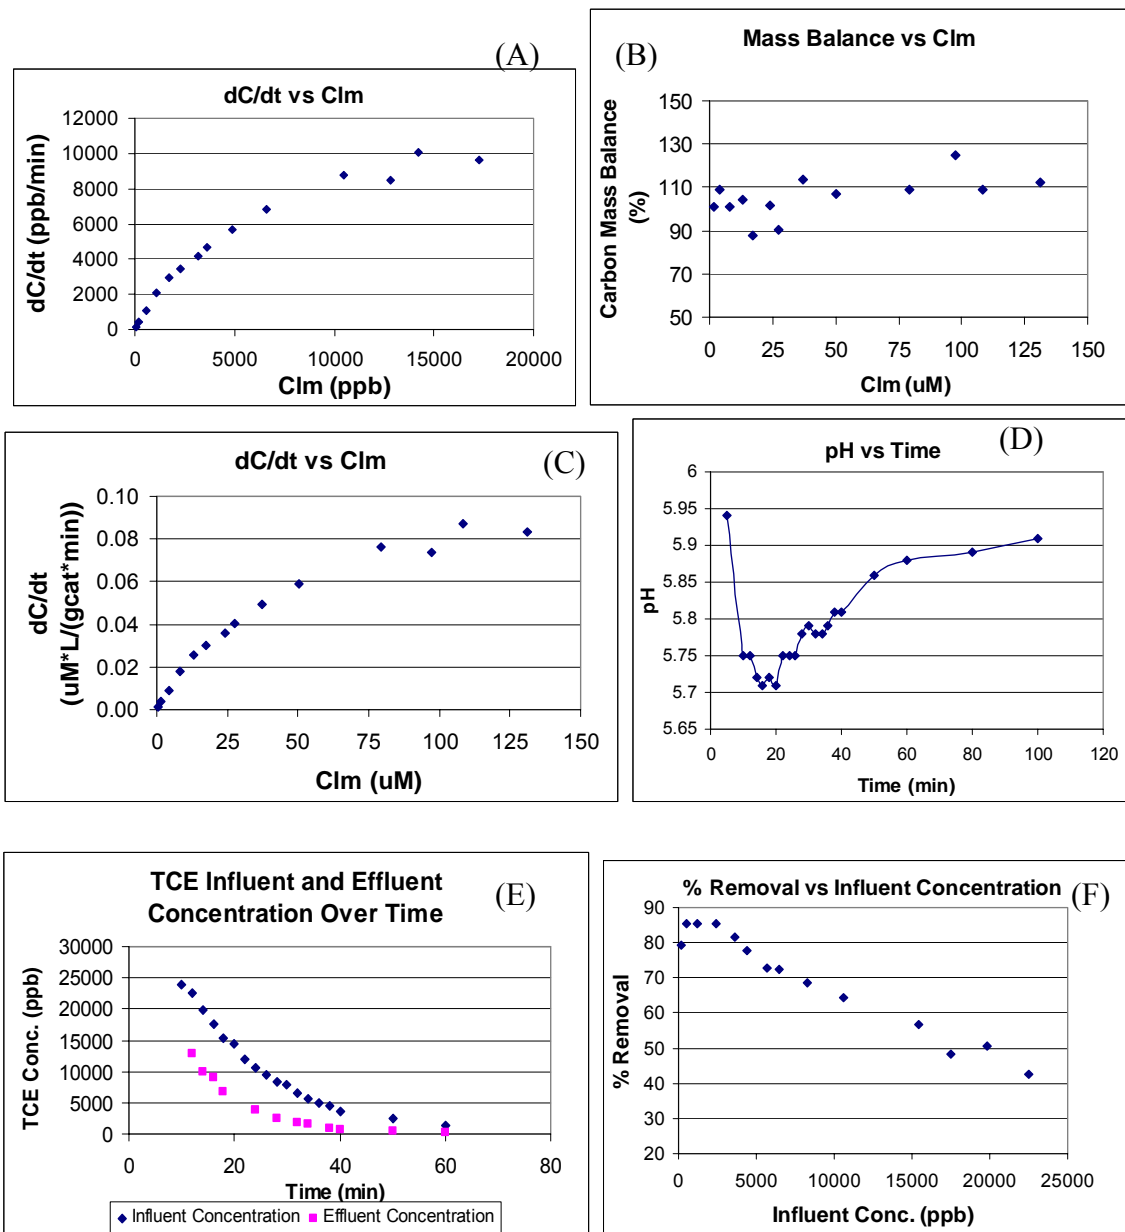 (A)
dC/dt vs Clm
dC/dt (ppb/min)
12000
10000
8000
6000
4000
2000
0
0 5000 10000 15000 20000
Clm (ppb)
Mass Balance vs Clm
(B)
Carbon Mass Balance
(%)
150
130
110
90
70
50
0 25 50 75 100 125 150
Clm (uM)
dC/dt vs Clm
(C)
dC/dt
(uM*L/(gcat*min))
0.10
0.08
0.06
0.04
0.02
0.00
0 25 50 75 100 125 150
Clm (uM)
(D)
pH vs Time
pH
6
5.95
5.9
5.85
5.8
5.75
5.7
5.65
0 20 40 60 80 100 120
Time (min)
TCE Influent and Effluent
Concentration Over Time
(E)
TCE Conc. (ppb)
30000
25000
20000
15000
10000
5000
0
0 20 40 60 80
Time (min)
Influent Concentration Effluent Concentration
% Removal vs Influent Concentration
(F)
% Removal
90
80
70
60
50
40
30
20
0 5000 10000 15000 20000 25000
Influent Conc. (ppb)